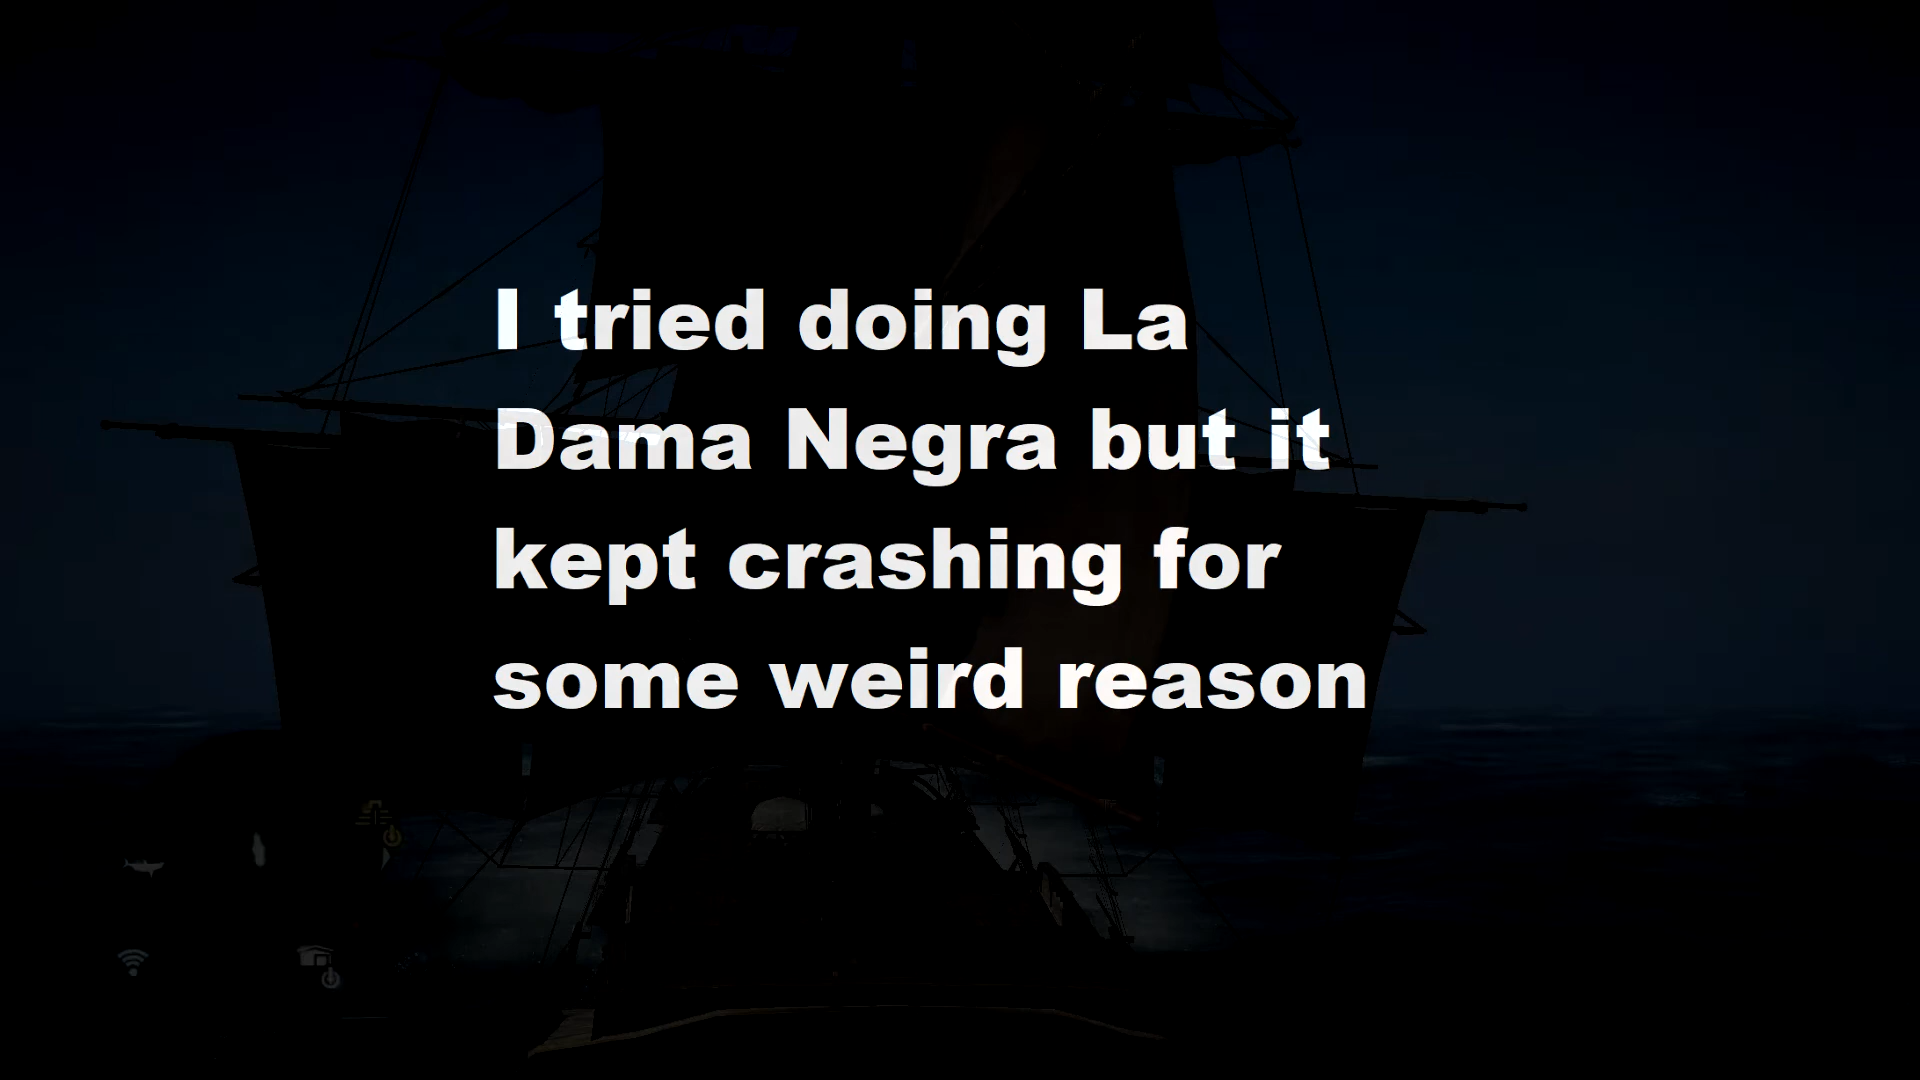 I tried doing La
Dama Negra but it
kept crashing for
some weird reason